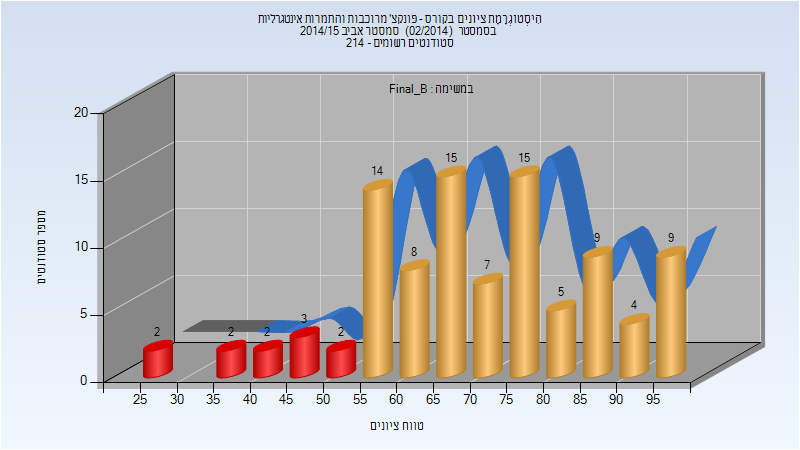 היסטוגרמת ציונים בקורס - פונקצ' מרוכבות והתמרות אינטגרליות
בסמסטר (02/2014) סמסטר אביב 2014/15
סטודנטים רשומים - 214
במשימה : Final_B
מספר סטודנטים
20
15
10
5
0
2
2
2
3
2
14
8
15
7
15
5
9
4
9
25 30 35 40 45 50 55 60 65 70 75 80 85 90 95
טווח ציונים